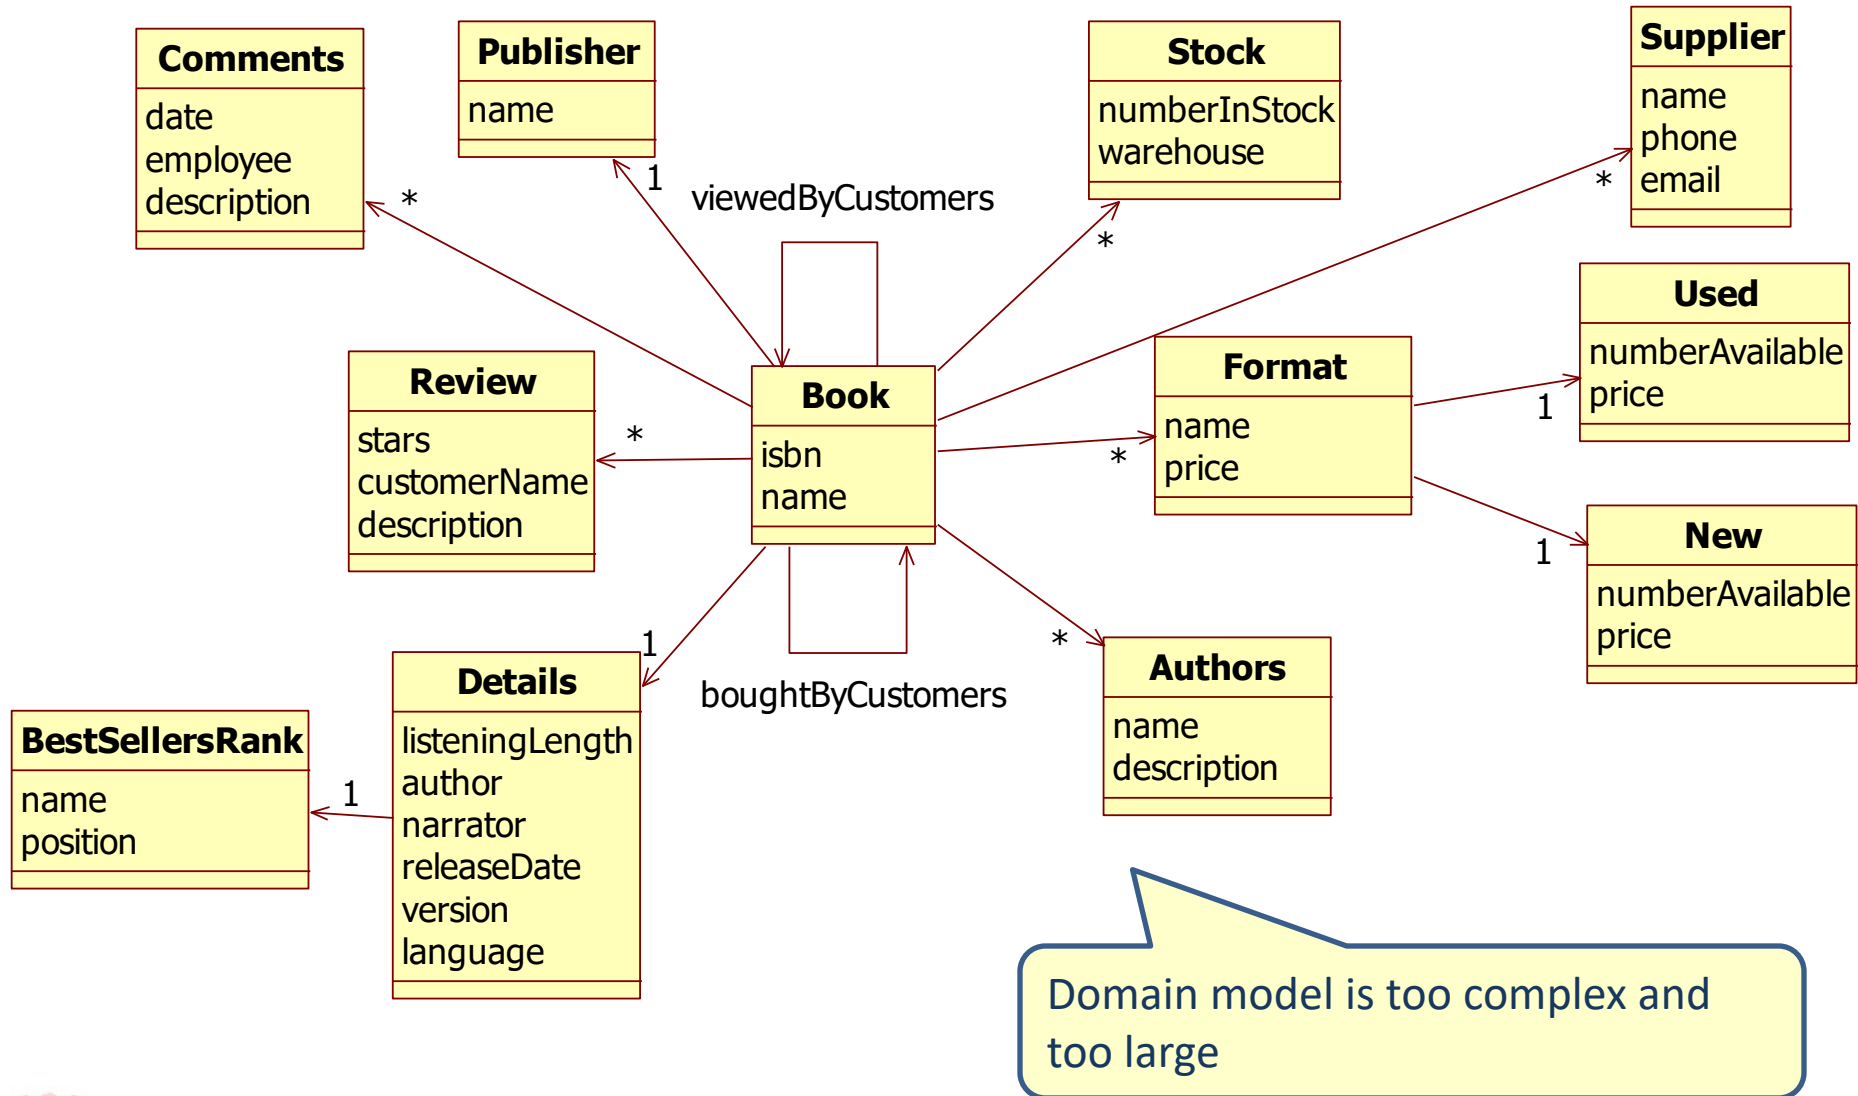 Comments
date
employee
description
*
Publisher
name
1
viewedByCustomers
Stock
numberInStock
warehouse
*
Supplier
name
phone
email
*
Used
numberAvailable
price
1
Format
name
price
*
New
numberAvailable
price
1
Review
stars
customerName
description
*
Book
isbn
name
boughtByCustomers
Authors
name
description
*
Details
listeningLength
author
narrator
releaseDate
version
language
1
BestSellersRank
name
position
1
Domain model is too complex and
too large